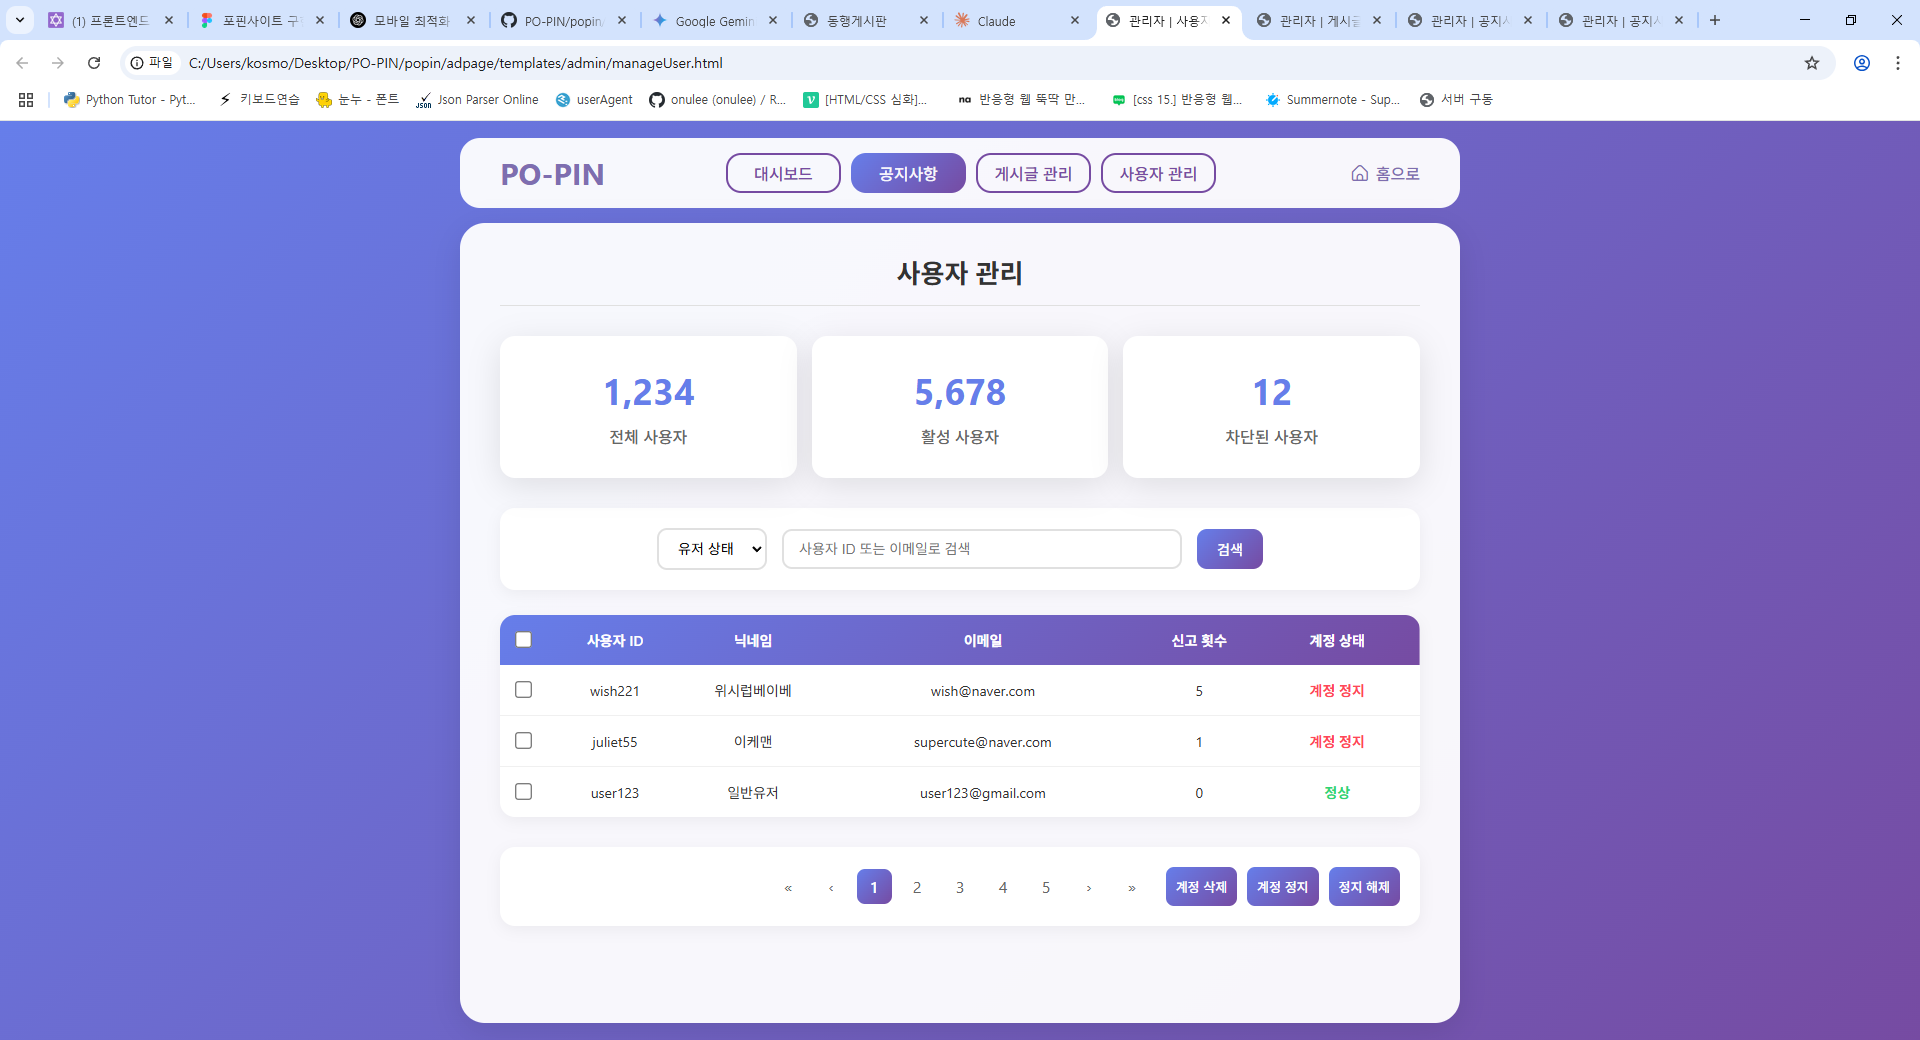 (1) 프론트엔드
포핀사이트 구
모바일 최적화
PO-PIN/popin/
Google Gemin
동행게시판
Claude
관리자 | 사용자
관리자 | 게시글
관리자 | 공지사
관리자 | 공지사
파일
C:/Users/kosmo/Desktop/PO-PIN/popin/adpage/templates/admin/manageUser.html
Python Tutor - Pyt...
키보드연습
눈누 - 폰트
Json Parser Online
userAgent
onulee (onulee) / R...
[HTML/CSS 심화]...
반응형 웹 뚝딱 만...
[css 15.] 반응형 웹...
Summernote - Sup...
서버 구동
PO-PIN
대시보드
공지사항
게시글 관리
사용자 관리
홈으로
사용자 관리
1,234
전체 사용자
5,678
활성 사용자
12
차단된 사용자
유저 상태
사용자 ID 또는 이메일로 검색
검색
사용자 ID 닉네임 이메일 신고 횟수 계정 상태
wish221 위시럽베이베 wish@naver.com 5 계정 정지
juliet55 이케맨 supercute@naver.com 1 계정 정지
user123 일반유저 user123@gmail.com 0 정상
« ‹ 1 2 3 4 5 › »
계정 삭제
계정 정지
정지 해제